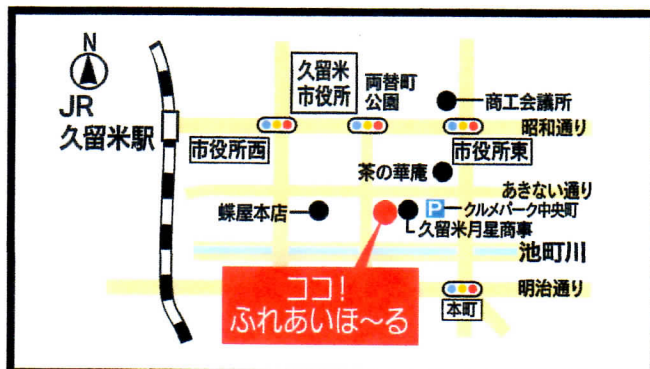 N
JR
久留米駅
久留米
市役所
両替町
公園
商工会議所
昭和通り
市役所西
市役所東
茶の華庵
あきない通り
蝶屋本店
P
クルメパーク中央町
久留米月星商事
池町川
ココ!
ふれあいほ~る
明治通り
本町